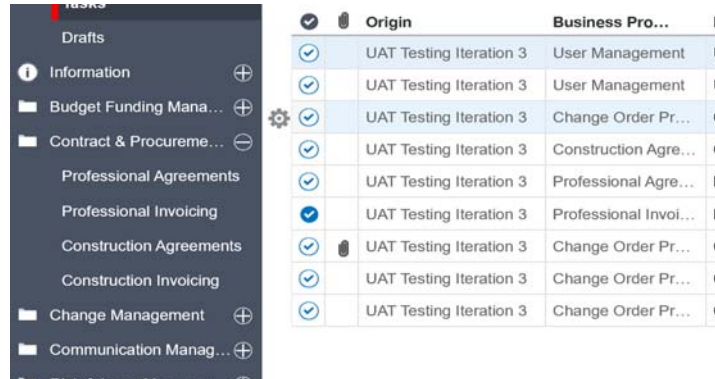 Tasks
Drafts
Information
Budget Funding Mana...
Contract & Procureme...
Professional Agreements
Professional Invoicing
Construction Agreements
Construction Invoicing
Change Management
Communication Manag...
Origin Business Pro...
UAT Testing Iteration 3 User Management
UAT Testing Iteration 3 User Management
UAT Testing Iteration 3 Change Order Pr...
UAT Testing Iteration 3 Construction Agre...
UAT Testing Iteration 3 Professional Agre...
UAT Testing Iteration 3 Professional Invoi...
UAT Testing Iteration 3 Change Order Pr...
UAT Testing Iteration 3 Change Order Pr...
UAT Testing Iteration 3 Change Order Pr...